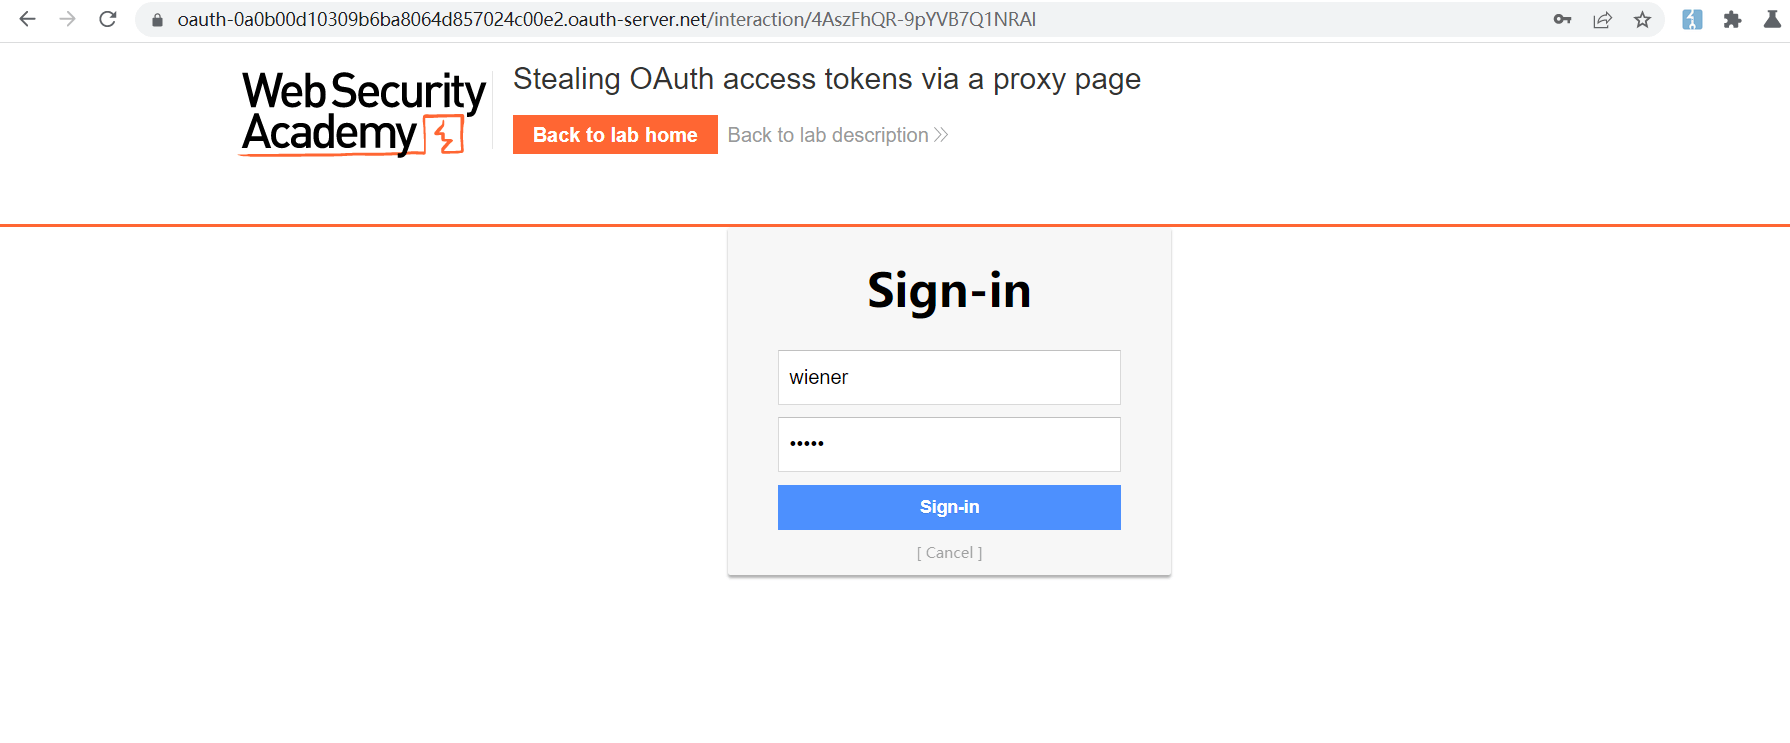 oauth-0a0b00d10309b6ba8064d857024c00e2.oauth-server.net/interaction/4AszFhQR-9pYVB7Q1NRAl
Web Security
Academy
Stealing OAuth access tokens via a proxy page
Back to lab home
Back to lab description
Sign-in
wiener
•••••
Sign-in
[ Cancel ]